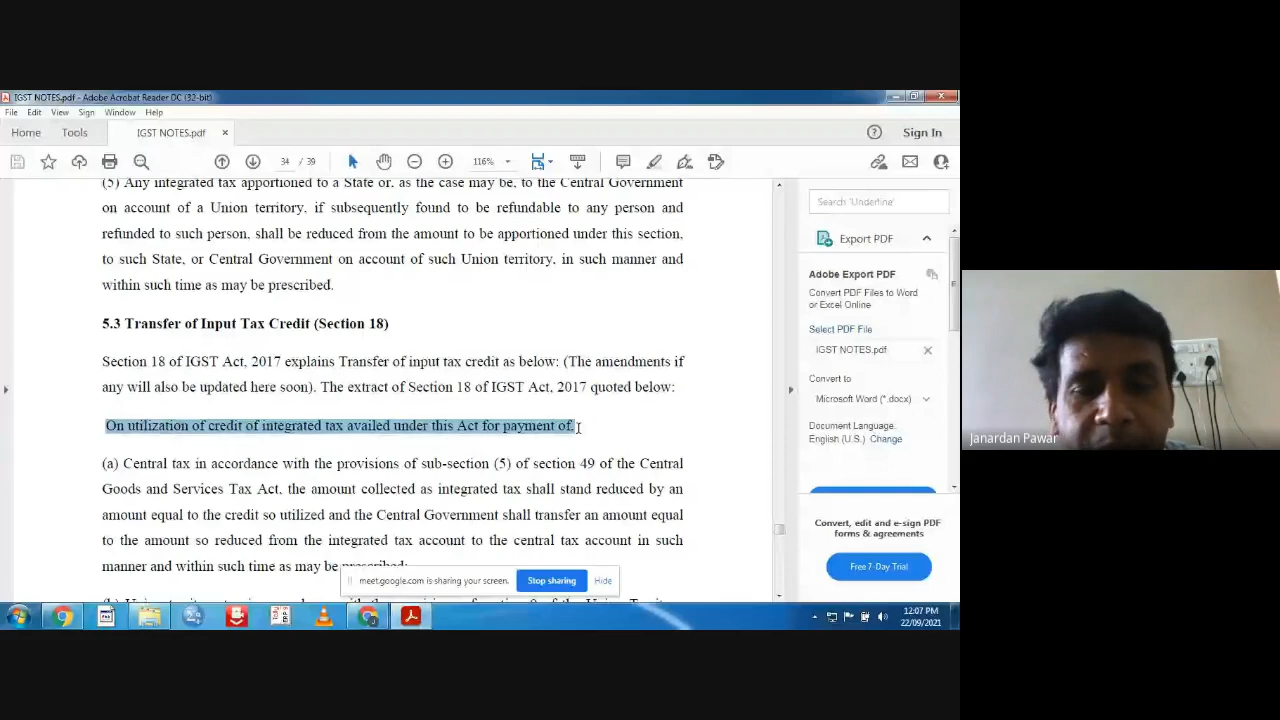 IGST NOTES.pdf - Adobe Acrobat Reader DC (32-bit)
File Edit View Sign Window Help
Home Tools IGST NOTES.pdf × Sign In
34 / 39 116%
(5) Any integrated tax apportioned to a State or, as the case may be, to the Central Government
on account of a Union territory, if subsequently found to be refundable to any person and
refunded to such person, shall be reduced from the amount to be apportioned under this section,
to such State, or Central Government on account of such Union territory, in such manner and
within such time as may be prescribed.
5.3 Transfer of Input Tax Credit (Section 18)
Section 18 of IGST Act, 2017 explains Transfer of input tax credit as below: (The amendments if
any will also be updated here soon). The extract of Section 18 of IGST Act, 2017 quoted below:
On utilization of credit of integrated tax availed under this Act for payment of.
(a) Central tax in accordance with the provisions of sub-section (5) of section 49 of the Central
Goods and Services Tax Act, the amount collected as integrated tax shall stand reduced by an
amount equal to the credit so utilized and the Central Government shall transfer an amount equal
to the amount so reduced from the integrated tax account to the central tax account in such
manner and within such time as may be prescribed;
Search 'Underline'
Export PDF
Adobe Export PDF
Convert PDF Files to Word
or Excel Online
Select PDF File
IGST NOTES.pdf
Convert to
Microsoft Word (*.docx)
Document Language:
English (U.S.) Change
Convert, edit and e-sign PDF
forms & agreements
Free 7-Day Trial
meet.google.com is sharing your screen. Stop sharing Hide
12:07 PM
22/09/2021
Janardan Pawar